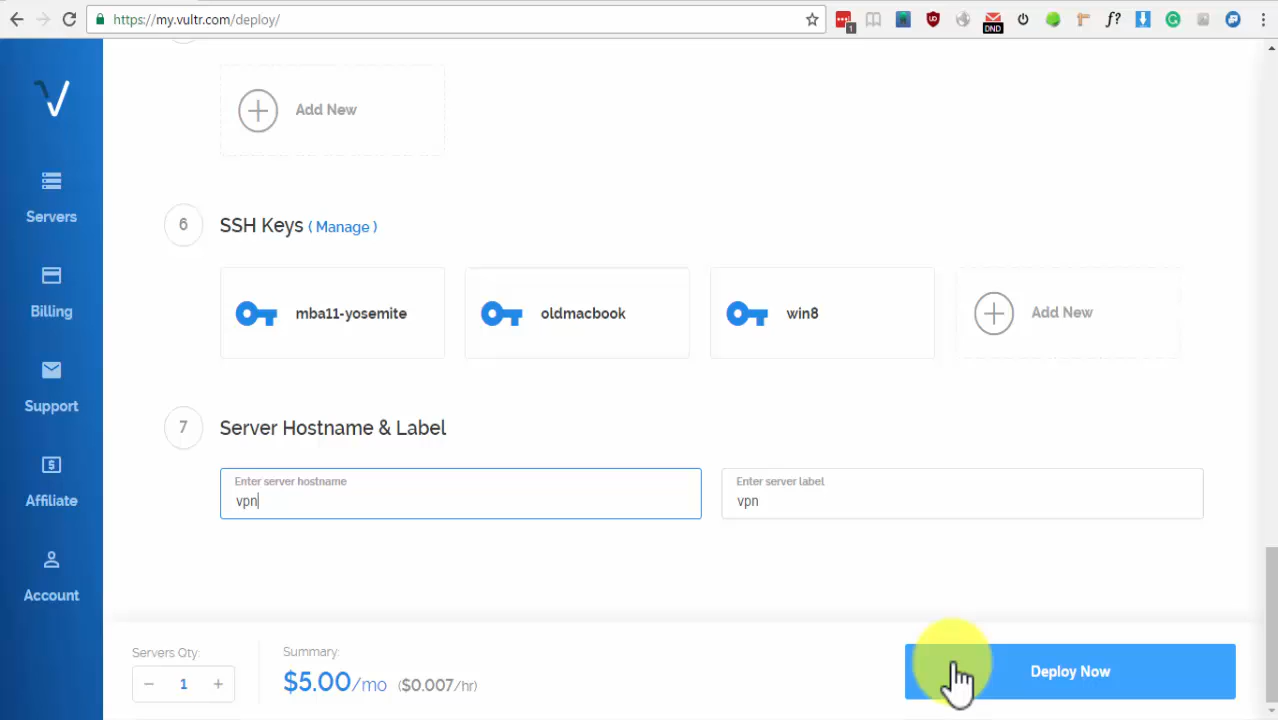 https://my.vultr.com/deploy/
1
DND
f?
Add New
Servers
6
SSH Keys ( Manage )
mba11-yosemite
oldmacbook
win8
Add New
Billing
Support
7
Server Hostname & Label
Enter server hostname
vpn
Enter server label
vpn
Affiliate
Account
Servers Qty:
− 1 +
Summary:
$5.00/mo ($0.007/hr)
Deploy Now